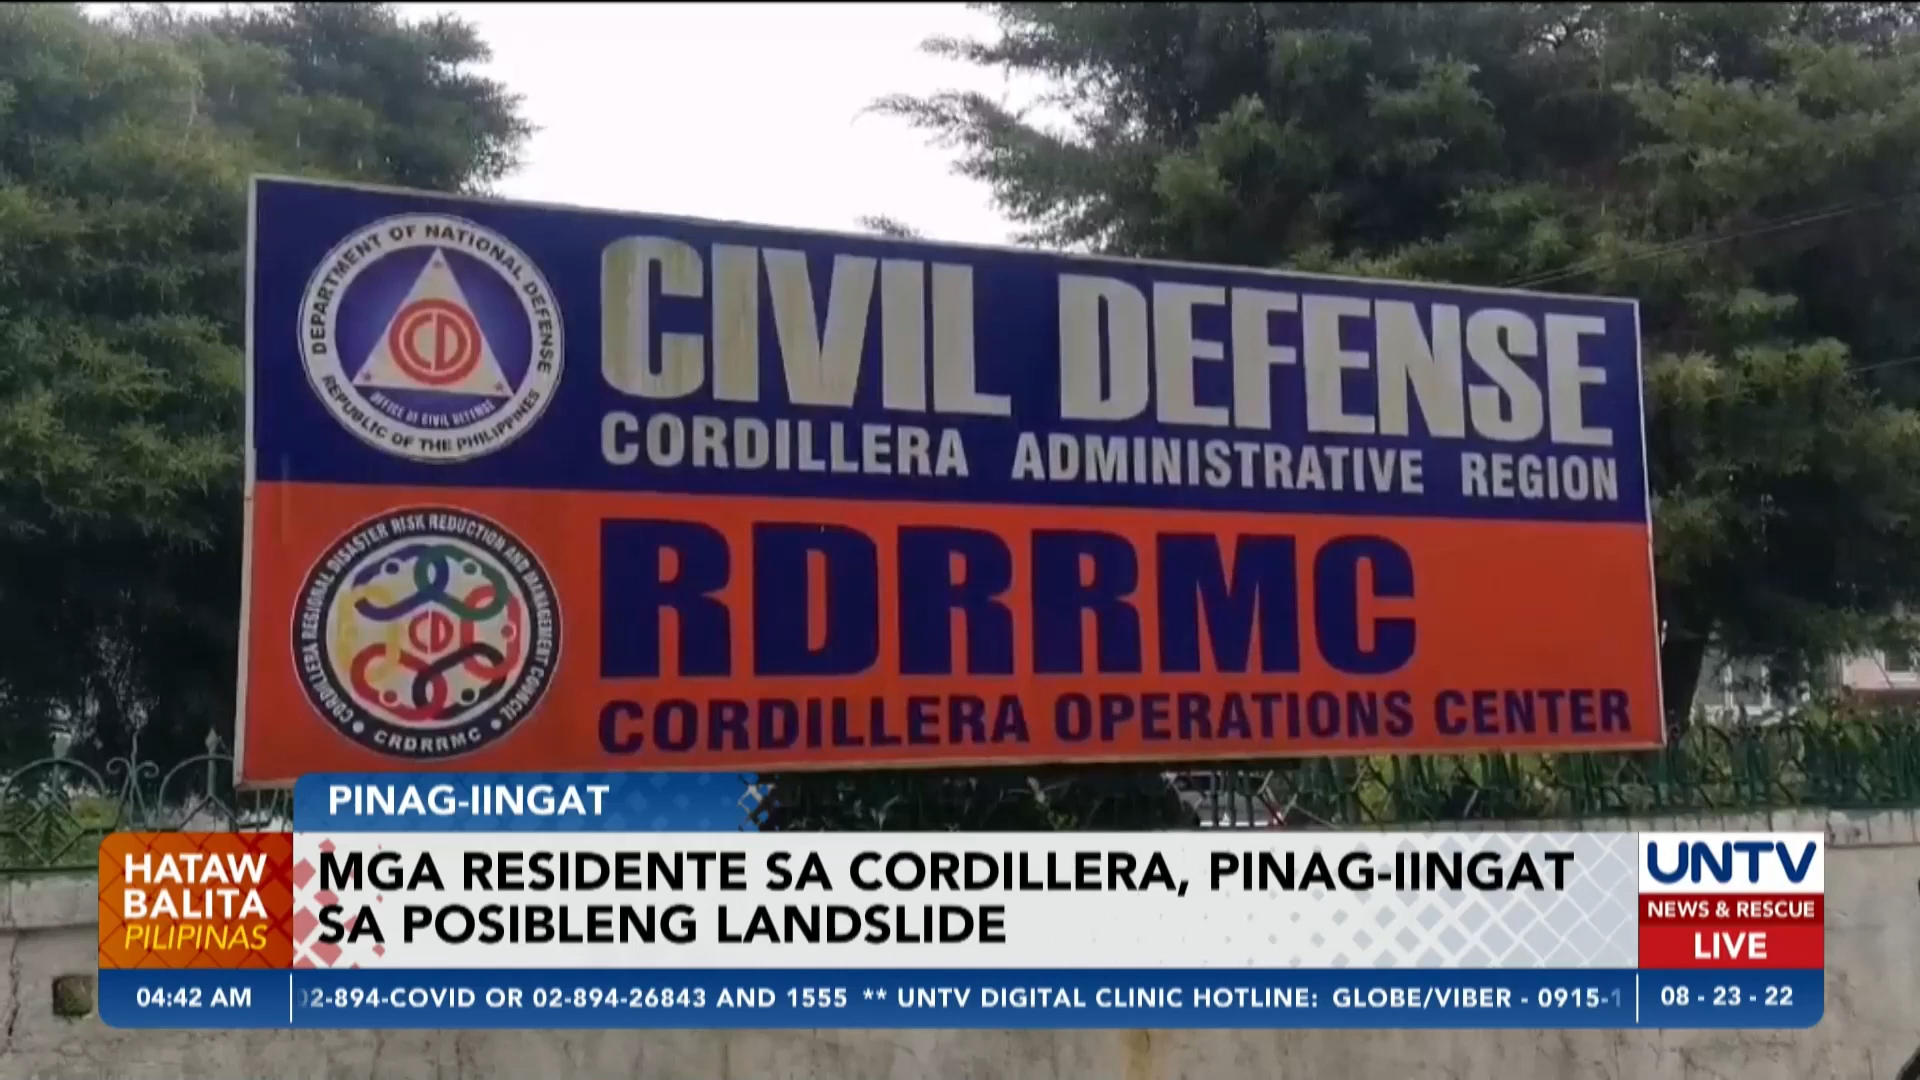 DEPARTMENT OF NATIONAL DEFENSE
CD
OFFICE OF CIVIL DEFENSE
REPUBLIC OF THE PHILIPPINES
CIVIL DEFENSE
CORDILLERA ADMINISTRATIVE REGION
CORDILLERA REGIONAL DISASTER RISK REDUCTION AND MANAGEMENT COUNCIL
CD
CRDRRMC
RDRRMC
CORDILLERA OPERATIONS CENTER
PINAG-IINGAT
HATAW
BALITA
PILIPINAS
MGA RESIDENTE SA CORDILLERA, PINAG-IINGAT
SA POSIBLENG LANDSLIDE
UNTV
NEWS & RESCUE
LIVE
04:42 AM
02-894-COVID OR 02-894-26843 AND 1555 ** UNTV DIGITAL CLINIC HOTLINE: GLOBE/VIBER - 0915-1
08 - 23 - 22